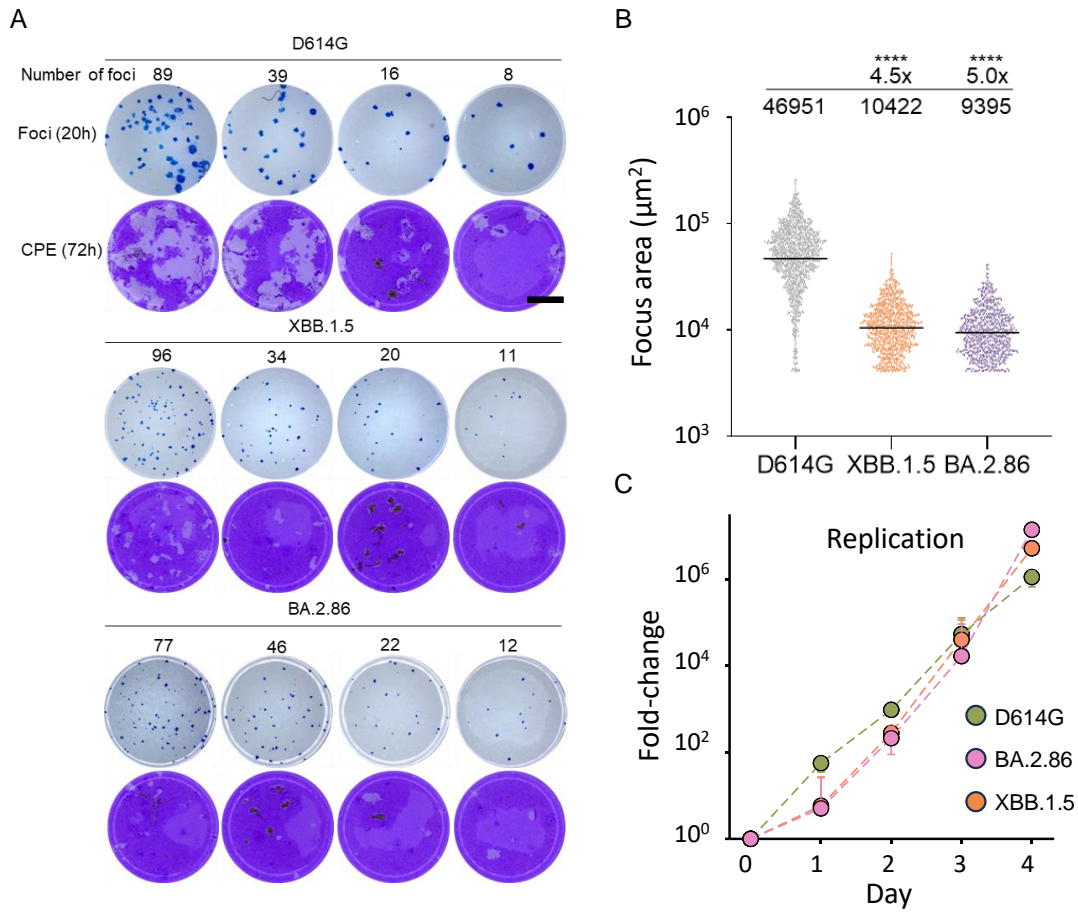 A
D614G
Number of foci 89 39 16 8
Foci (20h)
CPE (72h)
XBB.1.5
96 34 20 11
BA.2.86
77 46 22 12
B
**** ****
4.5x 5.0x
46951 10422 9395
10⁶
10⁵
10⁴
10³
Focus area (µm²)
D614G XBB.1.5 BA.2.86
C
Replication
10⁶
10⁴
10²
10⁰
Fold-change
D614G
BA.2.86
XBB.1.5
0 1 2 3 4
Day